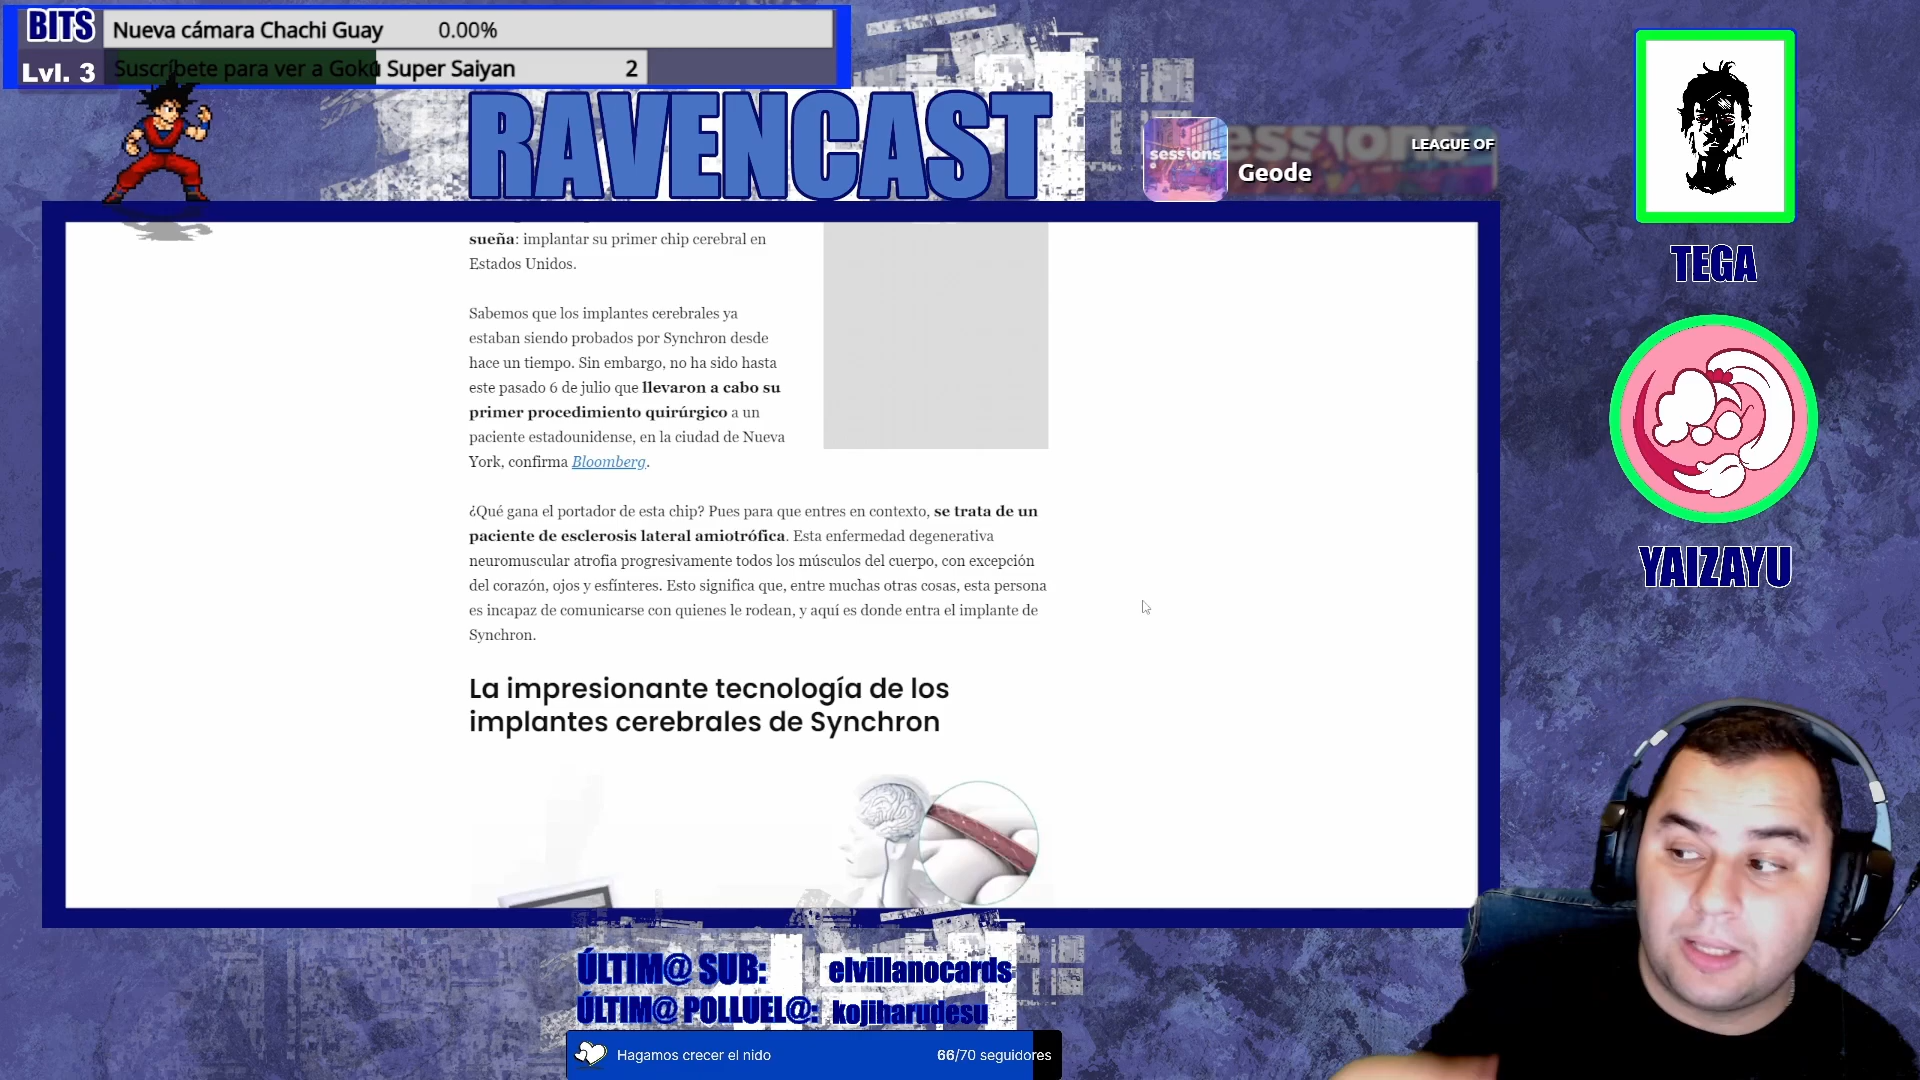 BITS
Nueva cámara Chachi Guay 0.00%
Lvl. 3
Suscríbete para ver a Gokú Super Saiyan 2
RAVENCAST
sessions
LEAGUE OF
Geode
TEGA
YAIZAYU
sueña: implantar su primer chip cerebral en
Estados Unidos.
Sabemos que los implantes cerebrales ya
estaban siendo probados por Synchron desde
hace un tiempo. Sin embargo, no ha sido hasta
este pasado 6 de julio que llevaron a cabo su
primer procedimiento quirúrgico a un
paciente estadounidense, en la ciudad de Nueva
York, confirma Bloomberg.
¿Qué gana el portador de esta chip? Pues para que entres en contexto, se trata de un
paciente de esclerosis lateral amiotrófica. Esta enfermedad degenerativa
neuromuscular atrofia progresivamente todos los músculos del cuerpo, con excepción
del corazón, ojos y esfínteres. Esto significa que, entre muchas otras cosas, esta persona
es incapaz de comunicarse con quienes le rodean, y aquí es donde entra el implante de
Synchron.
La impresionante tecnología de los
implantes cerebrales de Synchron
ÚLTIM@ SUB: elvillanocards
ÚLTIM@ POLLUEL@: kojiharudesu
Hagamos crecer el nido 66/70 seguidores